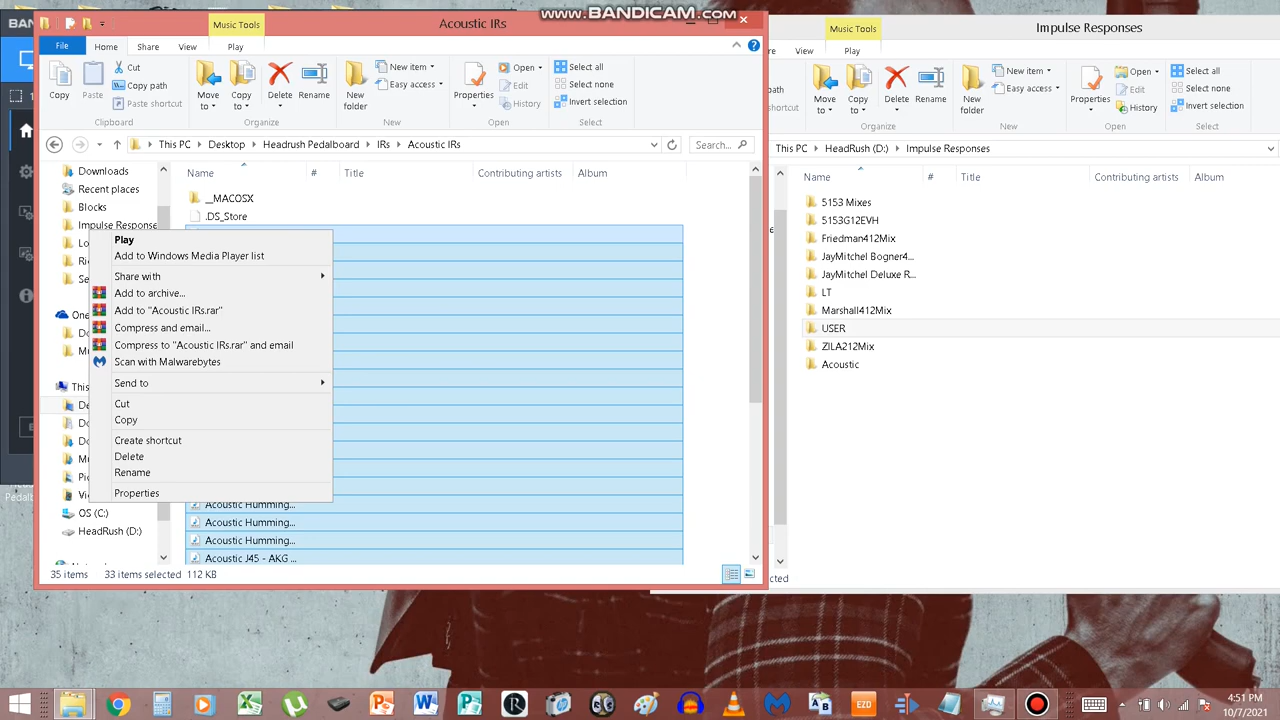 www.BANDICAM.com
BAN
Music Tools
Acoustic IRs
File
Home
Share
View
Play
Copy
Paste
Cut
Copy path
Paste shortcut
Clipboard
Move to
Copy to
Delete
Rename
Organize
New folder
New item
Easy access
New
Properties
Open
Edit
History
Open
Select all
Select none
Invert selection
Select
This PC
Desktop
Headrush Pedalboard
IRs
Acoustic IRs
Search...
Downloads
Recent places
Blocks
Impulse Response
Name
#
Title
Contributing artists
Album
__MACOSX
.DS_Store
Play
Add to Windows Media Player list
Share with
Add to archive...
Add to "Acoustic IRs.rar"
Compress and email...
Compress to "Acoustic IRs.rar" and email
Scan with Malwarebytes
Send to
Cut
Copy
Create shortcut
Delete
Rename
Properties
OS (C:)
HeadRush (D:)
Acoustic Humming...
Acoustic Humming...
Acoustic Humming...
Acoustic J45 - AKG ...
35 items
33 items selected
112 KB
Music Tools
Impulse Responses
View
Play
Move to
Copy to
Delete
Rename
Organize
New folder
New item
Easy access
New
Properties
Open
Edit
History
Open
Select all
Select none
Invert selection
Select
This PC
HeadRush (D:)
Impulse Responses
Name
#
Title
Contributing artists
Album
5153 Mixes
5153G12EVH
Friedman412Mix
JayMitchel Bogner4...
JayMitchel Deluxe R...
LT
Marshall412Mix
USER
ZILA212Mix
Acoustic
EZD
4:51 PM
10/7/2021